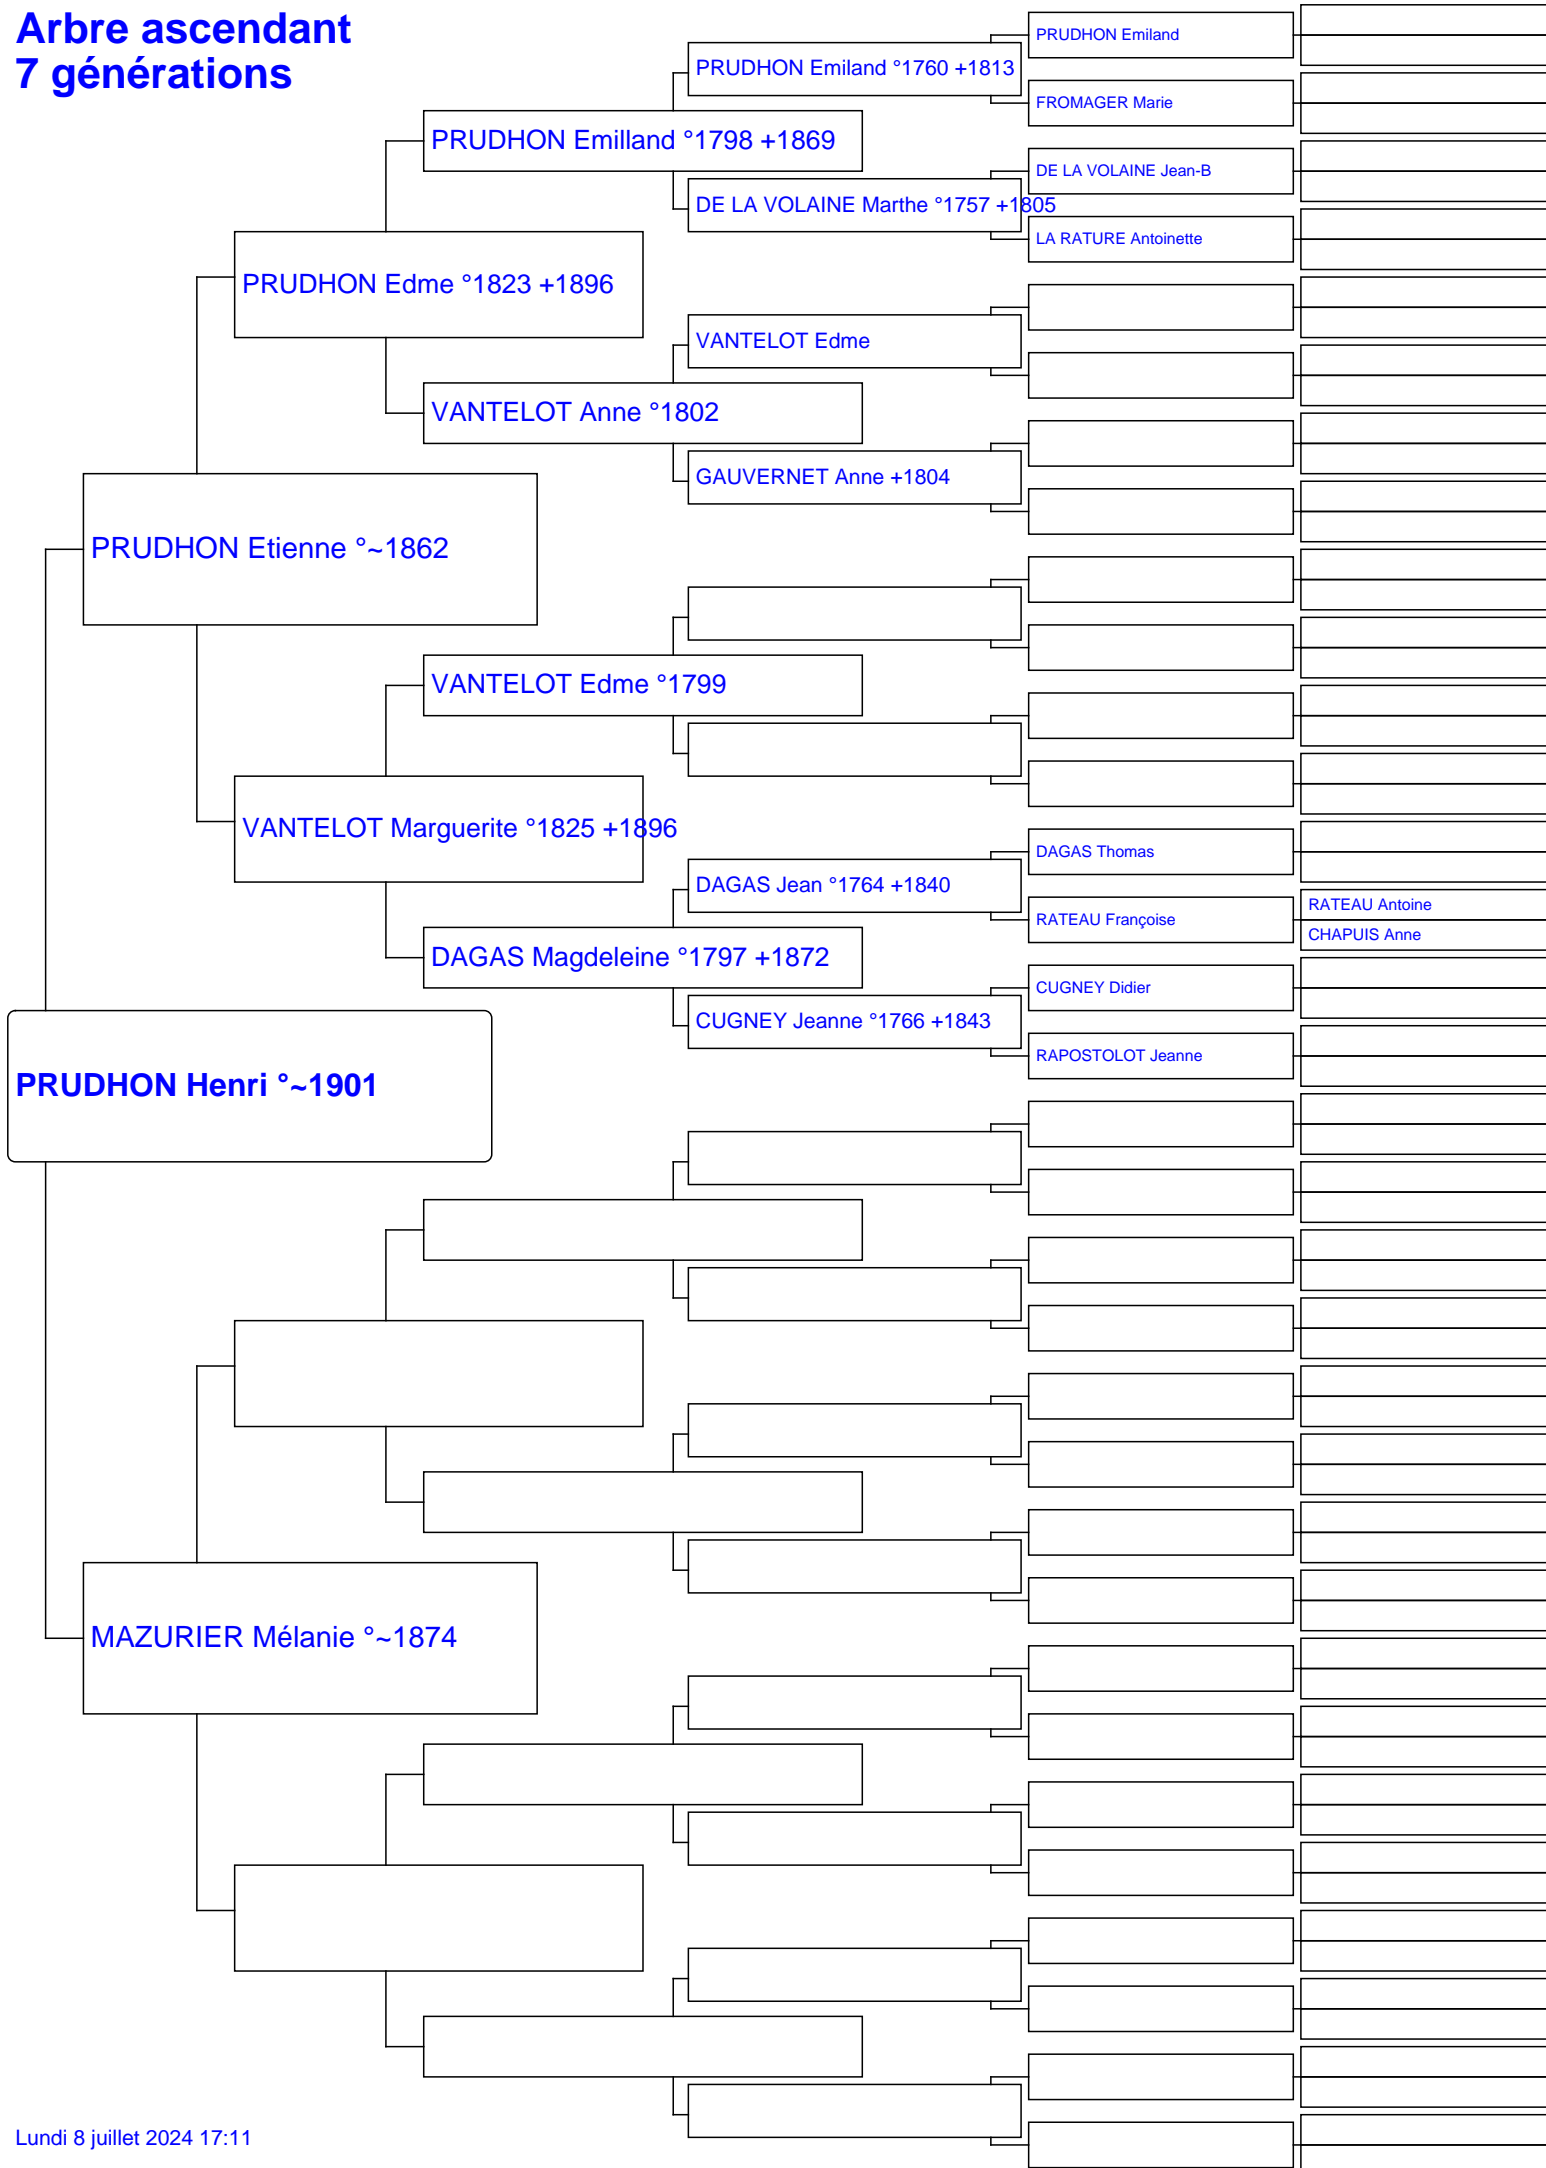 Arbre ascendant
7 générations
PRUDHON Emiland
PRUDHON Emiland °1760 +1813
FROMAGER Marie
PRUDHON Emilland °1798 +1869
DE LA VOLAINE Jean-B
DE LA VOLAINE Marthe °1757 +1805
LA RATURE Antoinette
PRUDHON Edme °1823 +1896
VANTELOT Edme
VANTELOT Anne °1802
GAUVERNET Anne +1804
PRUDHON Etienne °~1862
VANTELOT Edme °1799
VANTELOT Marguerite °1825 +1896
DAGAS Thomas
DAGAS Jean °1764 +1840
RATEAU Antoine
RATEAU Françoise
CHAPUIS Anne
DAGAS Magdeleine °1797 +1872
CUGNEY Didier
CUGNEY Jeanne °1766 +1843
RAPOSTOLOT Jeanne
PRUDHON Henri °~1901
MAZURIER Mélanie °~1874
Lundi 8 juillet 2024 17:11